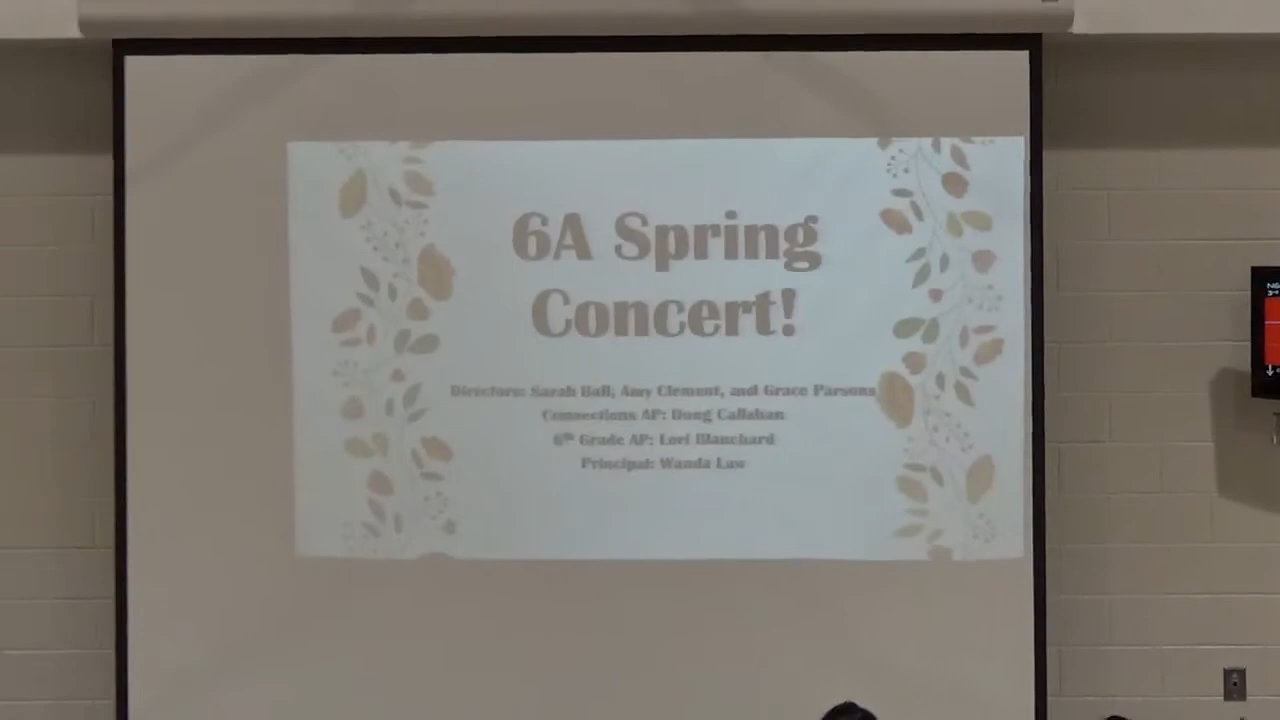 6A Spring
Concert!
Directors: Sarah Ball, Amy Clement, and Grace Parsons
Connections AP: Doug Callahan
6th Grade AP: Lori Blanchard
Principal: Wanda Law